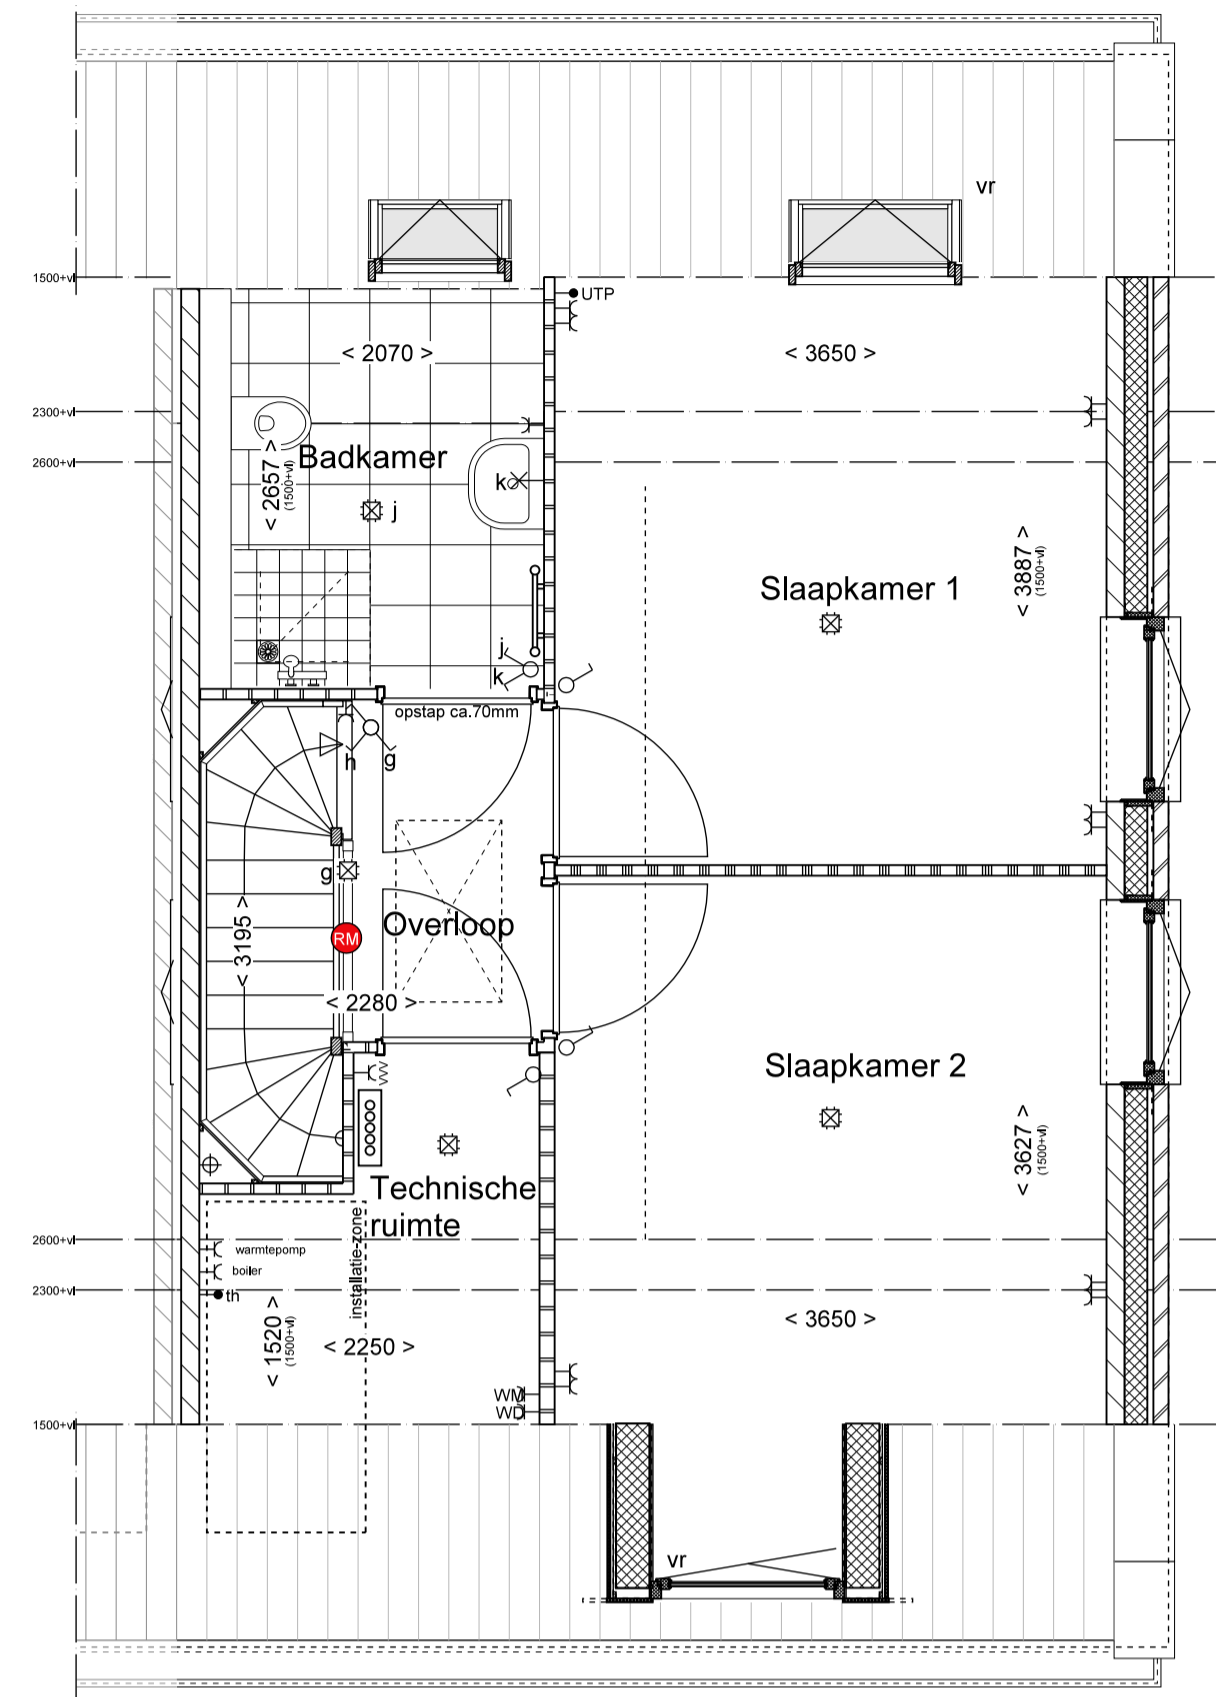 vr
1500+vl
UTP
< 2070 >
< 3650 >
2300+vl
Badkamer
2600+vl
< 2657 >
(1500+vl)
k
j
< 3887 >
(1500+vl)
Slaapkamer 1
j
k
opstap ca.70mm
h
g
g
Overloop
RM
< 3195 >
< 2280 >
Slaapkamer 2
< 3627 >
(1500+vl)
Technische
ruimte
installatie-zone
2600+vl
warmtepomp
boiler
2300+vl
th
< 1520 >
(1500+vl)
< 2250 >
< 3650 >
WM
WD
1500+vl
vr